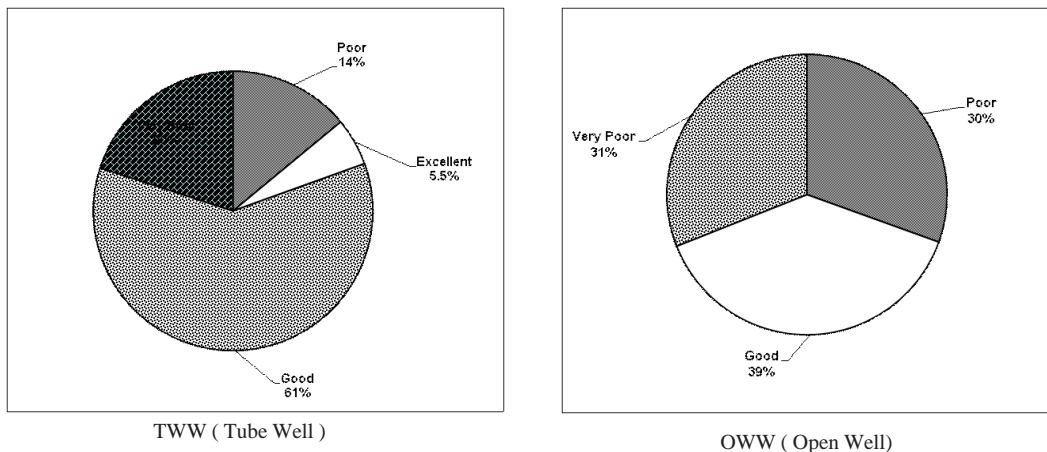 Poor
14%
Excellent
5.5%
Good
61%
TWW ( Tube Well )
Poor
30%
Very Poor
31%
Good
39%
OWW ( Open Well)